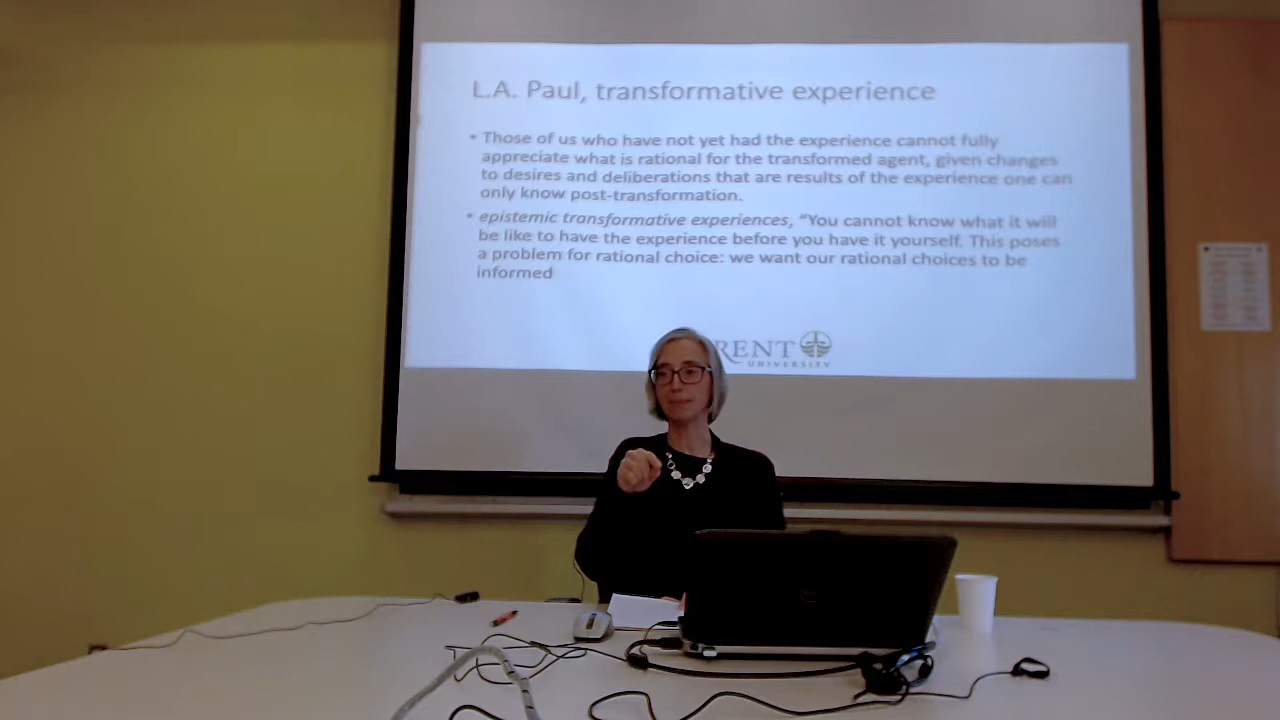 L.A. Paul, transformative experience
• Those of us who have not yet had the experience cannot fully
appreciate what is rational for the transformed agent, given changes
to desires and deliberations that are results of the experience one can
only know post-transformation.
• epistemic transformative experiences, “You cannot know what it will
be like to have the experience before you have it yourself. This poses
a problem for rational choice: we want our rational choices to be
informed
RENT
UNIVERSITY